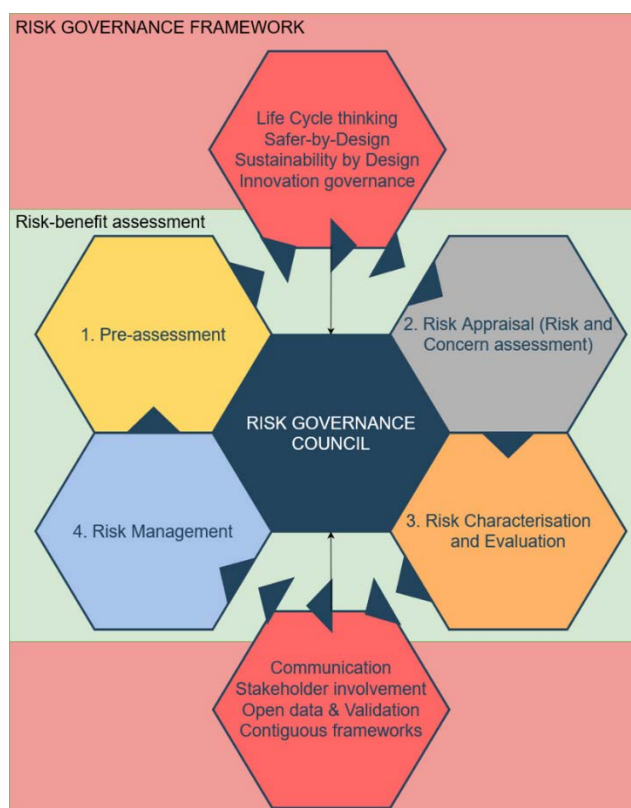 RISK GOVERNANCE FRAMEWORK
Life Cycle thinking
Safer-by-Design
Sustainability by Design
Innovation governance
Risk-benefit assessment
1. Pre-assessment
2. Risk Appraisal (Risk and
Concern assessment)
RISK GOVERNANCE
COUNCIL
4. Risk Management
3. Risk Characterisation
and Evaluation
Communication
Stakeholder involvement
Open data & Validation
Contiguous frameworks